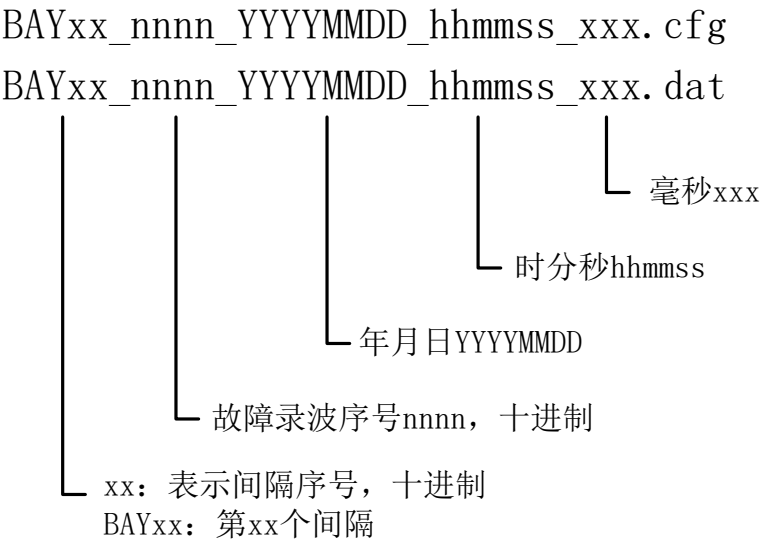 BAYxx_nnnn_YYYYMMDD_hhmmss_xxx.cfg
BAYxx_nnnn_YYYYMMDD_hhmmss_xxx.dat
毫秒xxx
时分秒hhmmss
年月日YYYYMMDD
故障录波序号nnnn，十进制
xx：表示间隔序号，十进制
BAYxx：第xx个间隔